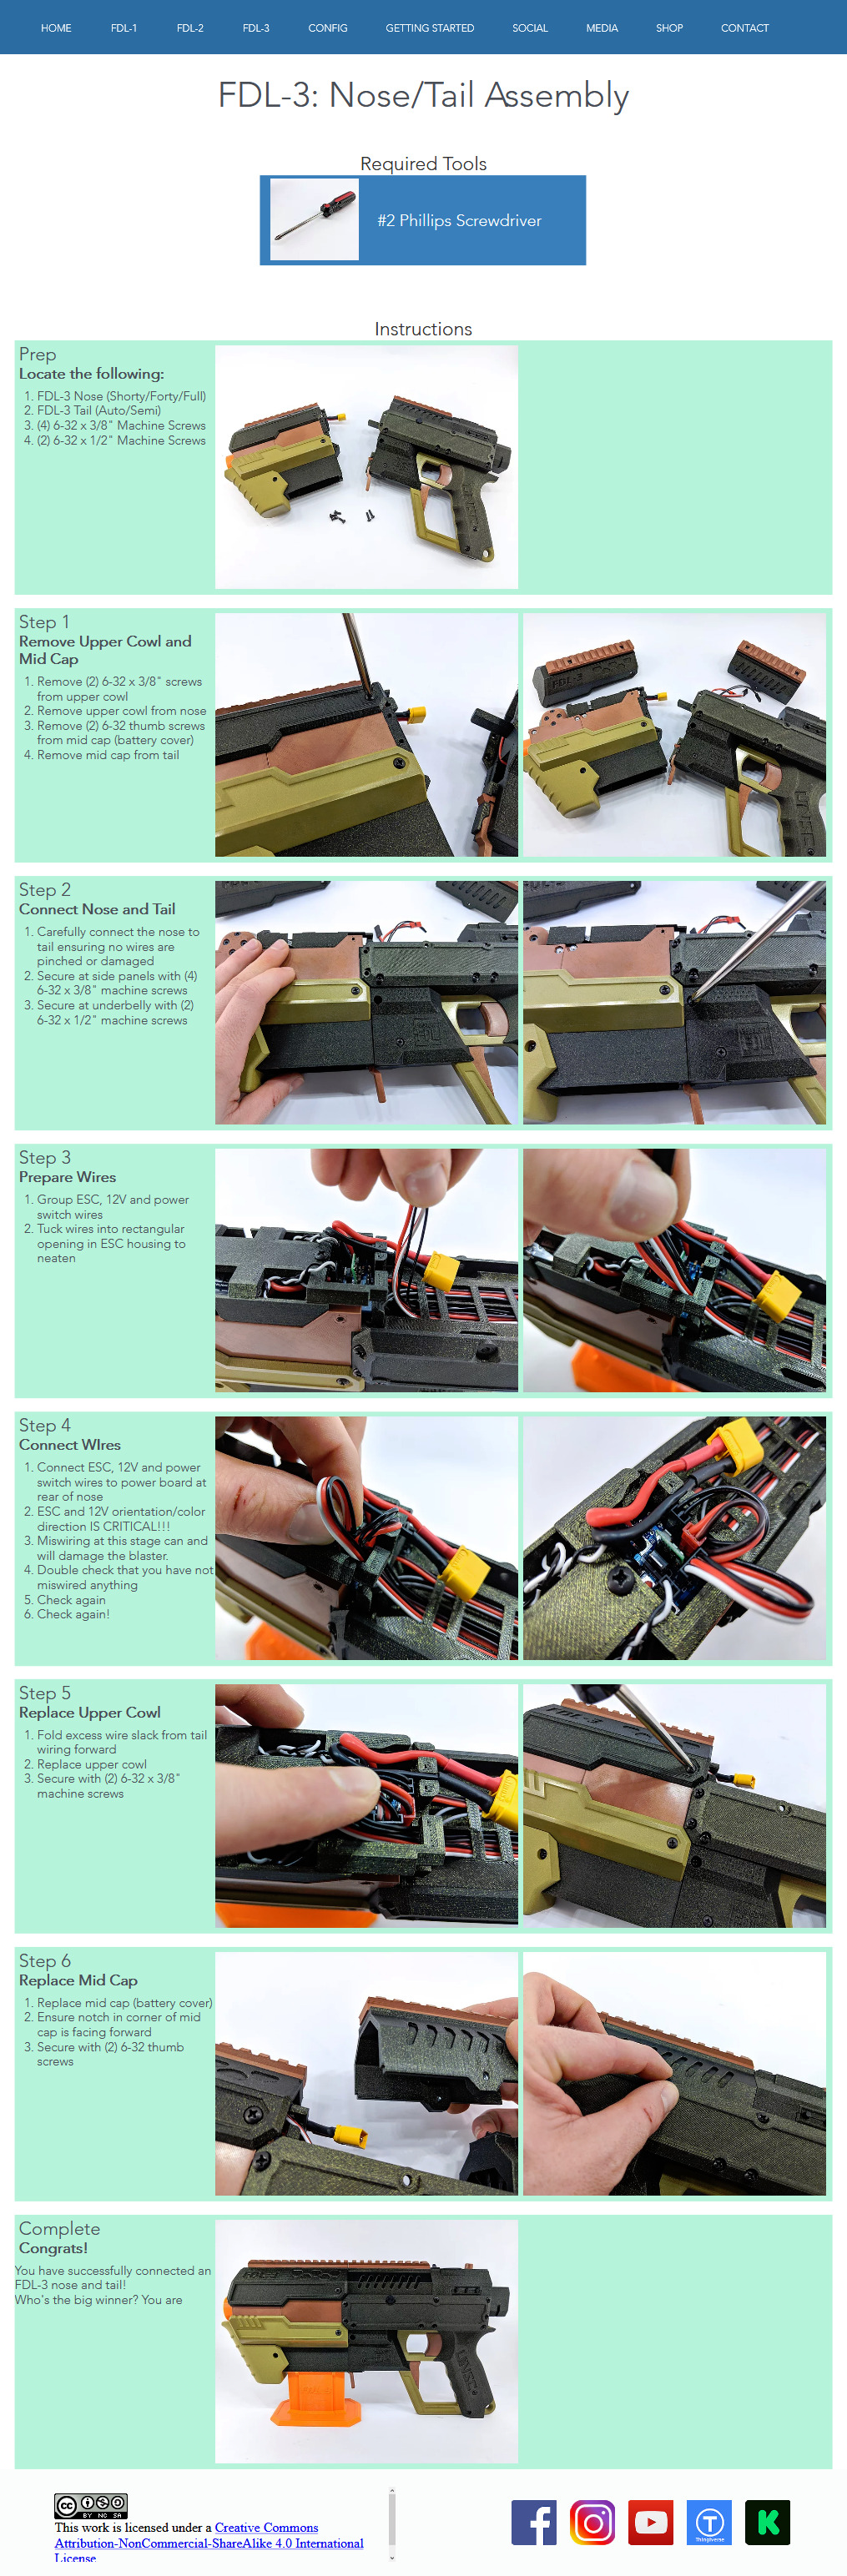 HOME FDL-1 FDL-2 FDL-3 CONFIG GETTING STARTED SOCIAL MEDIA SHOP CONTACT
FDL-3: Nose/Tail Assembly
Required Tools
#2 Phillips Screwdriver
Instructions
Prep
Locate the following:
1. FDL-3 Nose (Shorty/Forty/Full)
2. FDL-3 Tail (Auto/Semi)
3. (4) 6-32 x 3/8" Machine Screws
4. (2) 6-32 x 1/2" Machine Screws
Step 1
Remove Upper Cowl and
Mid Cap
1. Remove (2) 6-32 x 3/8" screws
from upper cowl
2. Remove upper cowl from nose
3. Remove (2) 6-32 thumb screws
from mid cap (battery cover)
4. Remove mid cap from tail
FDL-3
Step 2
Connect Nose and Tail
1. Carefully connect the nose to
tail ensuring no wires are
pinched or damaged
2. Secure at side panels with (4)
6-32 x 3/8" machine screws
3. Secure at underbelly with (2)
6-32 x 1/2" machine screws
Step 3
Prepare Wires
1. Group ESC, 12V and power
switch wires
2. Tuck wires into rectangular
opening in ESC housing to
neaten
Step 4
Connect WIres
1. Connect ESC, 12V and power
switch wires to power board at
rear of nose
2. ESC and 12V orientation/color
direction IS CRITICAL!!!
3. Miswiring at this stage can and
will damage the blaster.
4. Double check that you have not
miswired anything
5. Check again
6. Check again!
Step 5
Replace Upper Cowl
1. Fold excess wire slack from tail
wiring forward
2. Replace upper cowl
3. Secure with (2) 6-32 x 3/8"
machine screws
Step 6
Replace Mid Cap
1. Replace mid cap (battery cover)
2. Ensure notch in corner of mid
cap is facing forward
3. Secure with (2) 6-32 thumb
screws
Complete
Congrats!
You have successfully connected an
FDL-3 nose and tail!
Who's the big winner? You are
cc BY NC SA
This work is licensed under a Creative Commons
Attribution-NonCommercial-ShareAlike 4.0 International
License
Thingiverse